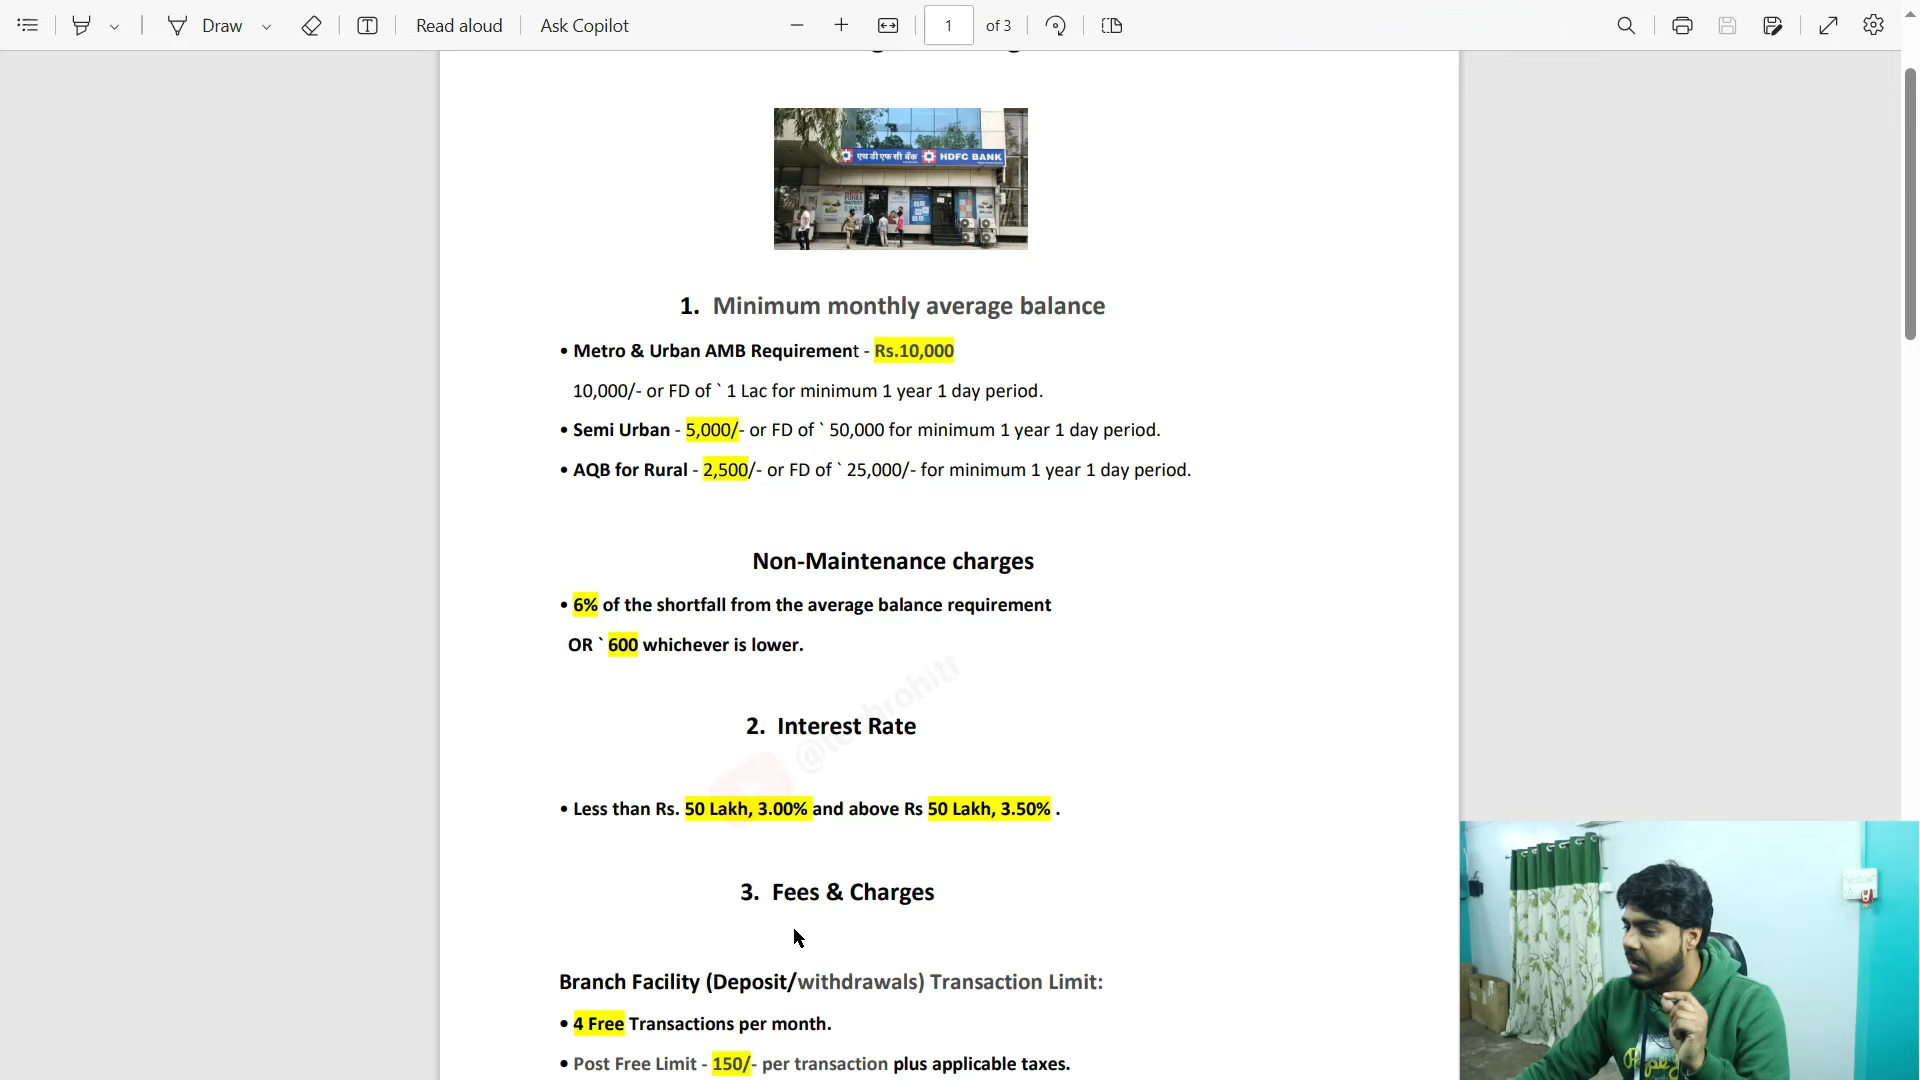 Draw
Read aloud
Ask Copilot
1
of 3
एच डी एफ सी बैंक HDFC BANK
1. Minimum monthly average balance
• Metro & Urban AMB Requirement - Rs.10,000
10,000/- or FD of ` 1 Lac for minimum 1 year 1 day period.
• Semi Urban - 5,000/- or FD of ` 50,000 for minimum 1 year 1 day period.
• AQB for Rural - 2,500/- or FD of ` 25,000/- for minimum 1 year 1 day period.
Non-Maintenance charges
• 6% of the shortfall from the average balance requirement
OR ` 600 whichever is lower.
@techrohitt
2. Interest Rate
• Less than Rs. 50 Lakh, 3.00% and above Rs 50 Lakh, 3.50% .
3. Fees & Charges
Branch Facility (Deposit/withdrawals) Transaction Limit:
• 4 Free Transactions per month.
• Post Free Limit - 150/- per transaction plus applicable taxes.